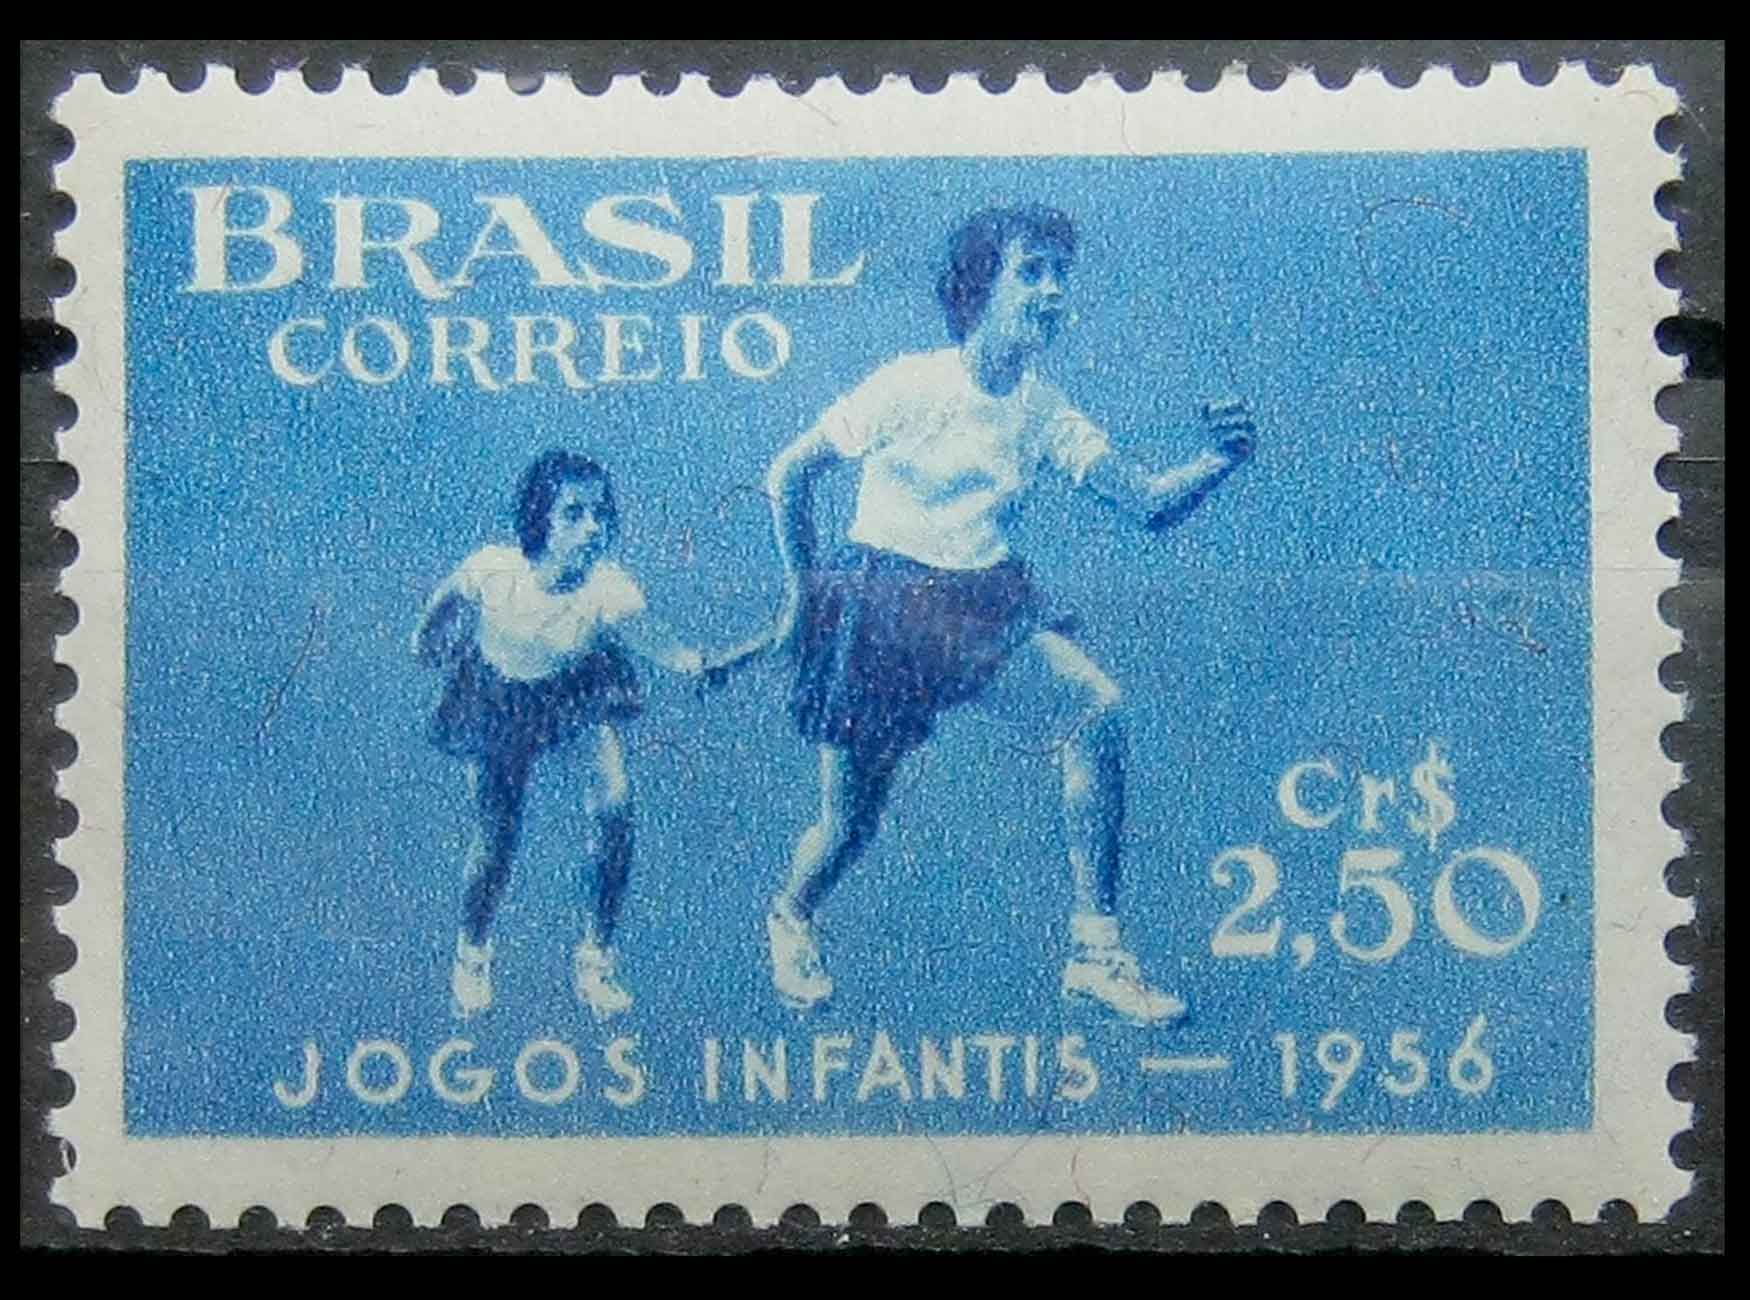 BRASIL
CORREIO
Cr$
2,50
JOGOS INFANTIS — 1956